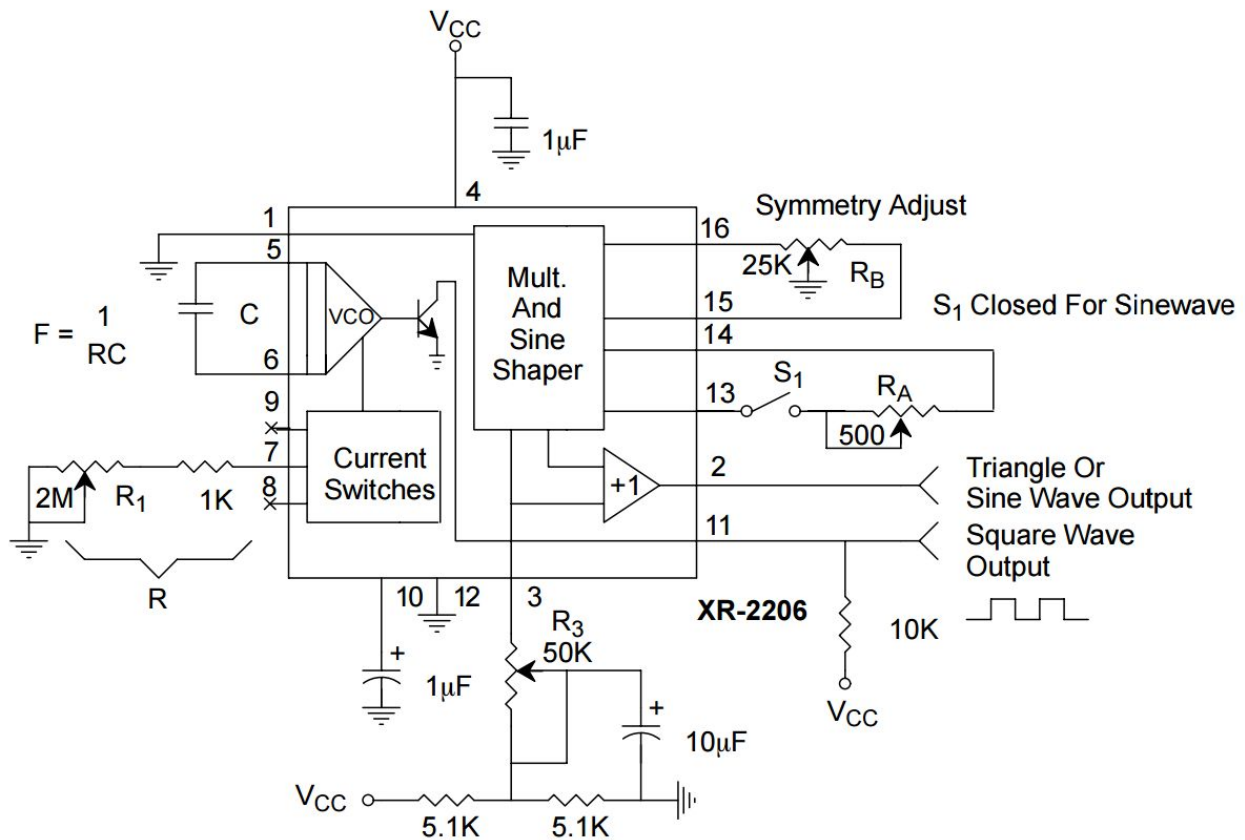 VCC
1μF
4
1
16
Symmetry Adjust
5
25K
RB
Mult.
And
Sine
Shaper
15
C
VCO
S1 Closed For Sinewave
F = 1
RC
14
6
S1
13
RA
9
500
7
Current
Switches
2
Triangle Or
Sine Wave Output
2M
R1
1K
8
+1
11
Square Wave
Output
R
10
12
3
XR-2206
R3
50K
10K
+
1μF
+
10μF
VCC
VCC
5.1K
5.1K